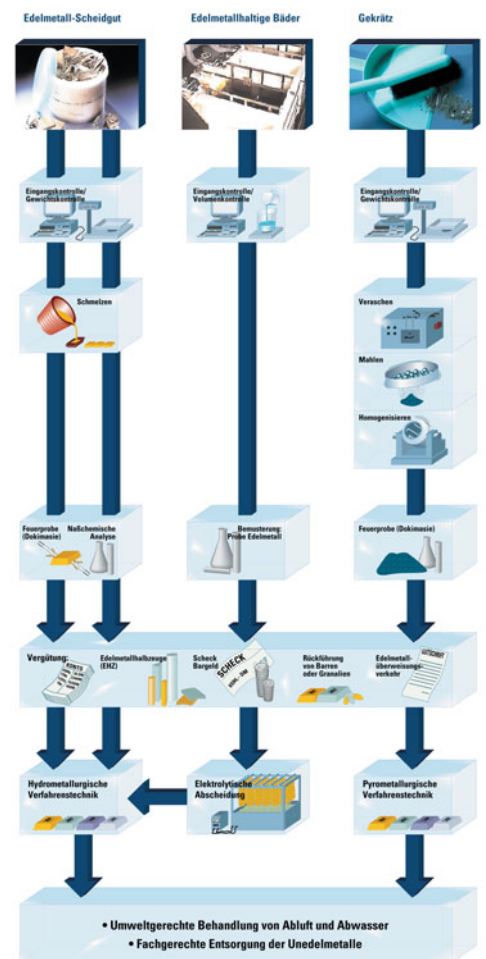 Edelmetall-Scheidgut
Edelmetallhaltige Bäder
Gekrätz
Eingangskontrolle/
Gewichtskontrolle
Eingangskontrolle/
Volumenkontrolle
Eingangskontrolle/
Gewichtskontrolle
Schmelzen
Veraschen
Mahlen
Homogenisieren
Feuerprobe
(Dokimasie)
Naßchemische
Analyse
Bemusterung:
Probe Edelmetall
Feuerprobe (Dokimasie)
Vergütung:
KONTO
Edelmetallhalbzeuge
(EHZ)
Scheck
Bargeld
SCHECK
Rückführung
von Barren
oder Granalien
Edelmetall-
überweisungs-
verkehr
GUTSCHRIFT
Hydrometallurgische
Verfahrenstechnik
Elektrolytische
Abscheidung
Pyrometallurgische
Verfahrenstechnik
• Umweltgerechte Behandlung von Abluft und Abwasser
• Fachgerechte Entsorgung der Unedelmetalle